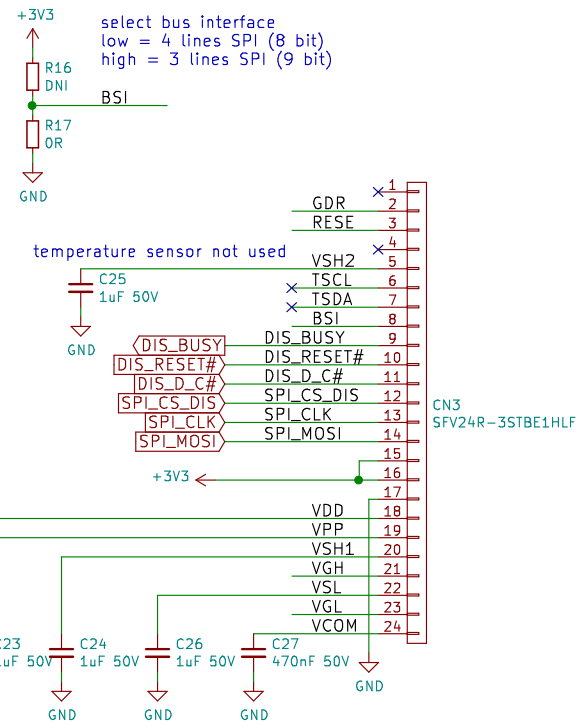 +3V3
select bus interface
low = 4 lines SPI (8 bit)
high = 3 lines SPI (9 bit)
R16
DNI
BSI
R17
0R
GND
1
GDR 2
RESE 3
temperature sensor not used
4
VSH2 5
C25
1uF 50V
GND
TSCL 6
TSDA 7
BSI 8
DIS_BUSY DIS_BUSY 9
DIS_RESET# DIS_RESET# 10
DIS_D_C# DIS_D_C# 11
SPI_CS_DIS SPI_CS_DIS 12
SPI_CLK SPI_CLK 13
SPI_MOSI SPI_MOSI 14
CN3
SFV24R-3STBE1HLF
15
+3V3 16
17
VDD 18
VPP 19
VSH1 20
VGH 21
VSL 22
VGL 23
VCOM 24
23 C24 C26 C27
uF 50V 1uF 50V 1uF 50V 470nF 50V
GND
GND GND GND